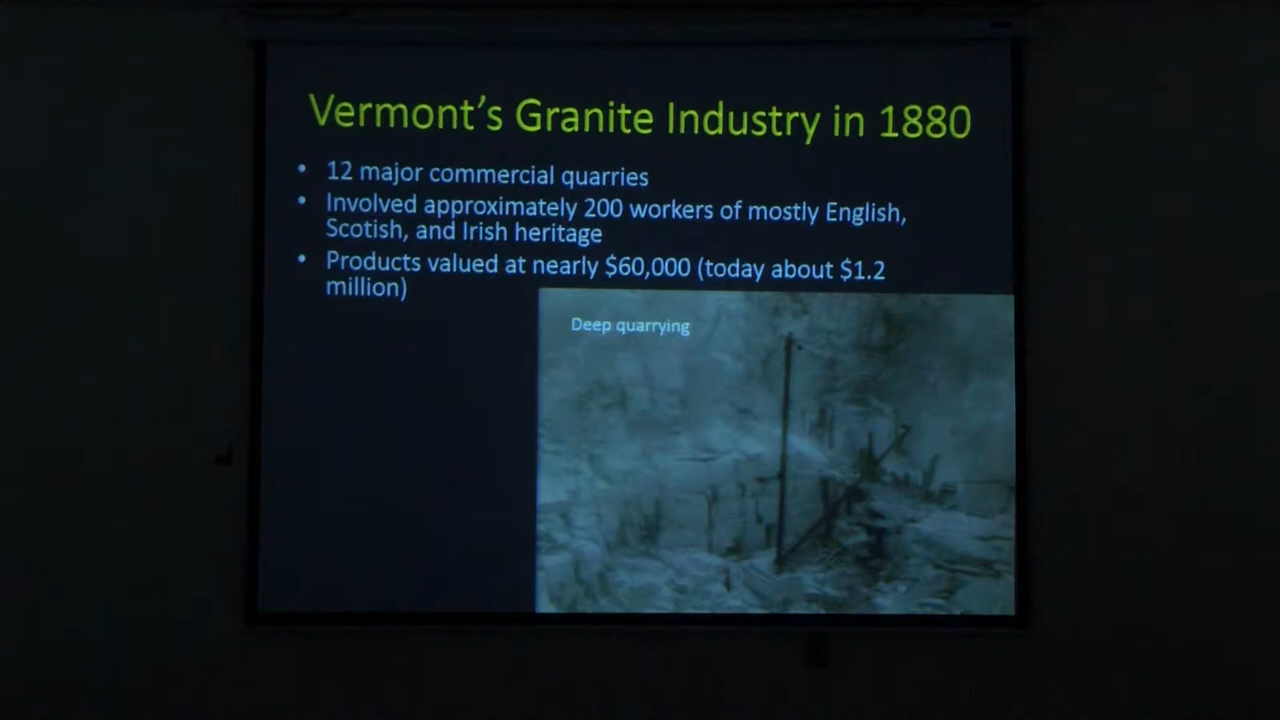 Vermont's Granite Industry in 1880
• 12 major commercial quarries
• Involved approximately 200 workers of mostly English,
Scotish, and Irish heritage
• Products valued at nearly $60,000 (today about $1.2
million)
Deep quarrying